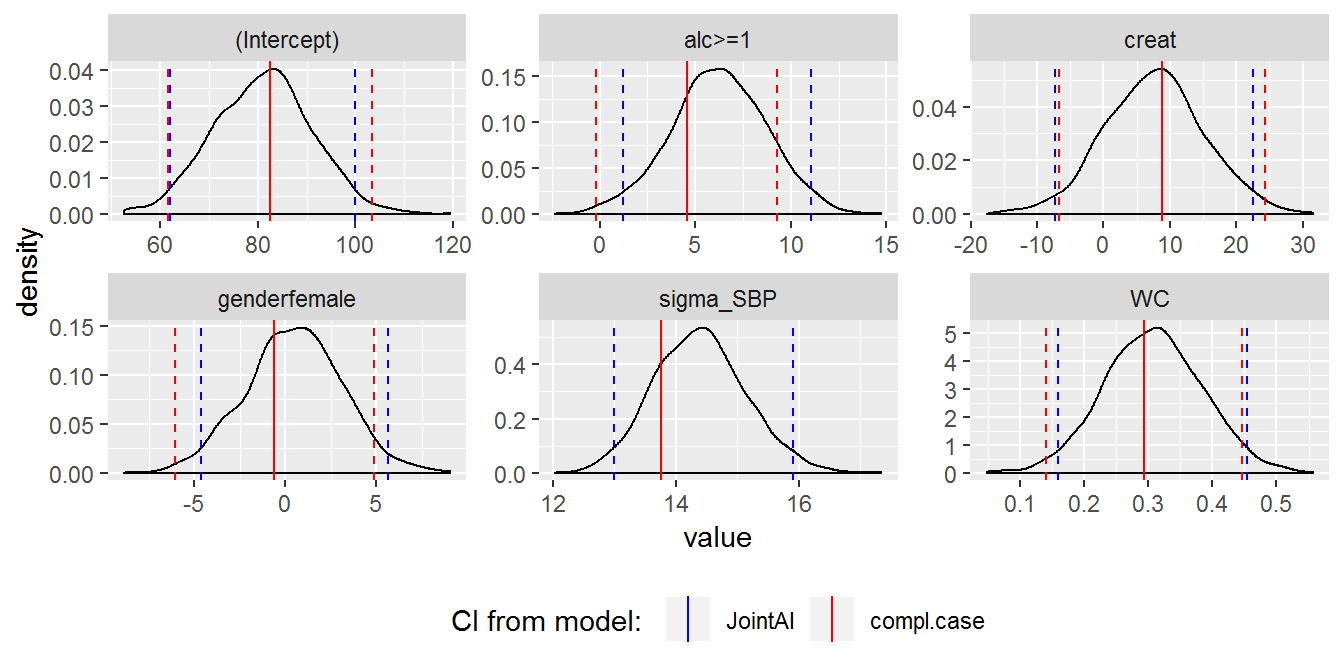 (Intercept) alc>=1 creat
0.04 0.03 0.02 0.01 0.00
0.15 0.10 0.05 0.00
0.04 0.02 0.00
60 80 100 120 0 5 10 15 -20 -10 0 10 20 30
density
genderfemale sigma_SBP WC
0.15 0.10 0.05 0.00
0.4 0.2 0.0
5 4 3 2 1 0
-5 0 5 12 14 16 0.1 0.2 0.3 0.4 0.5
value
CI from model: JointAI compl.case